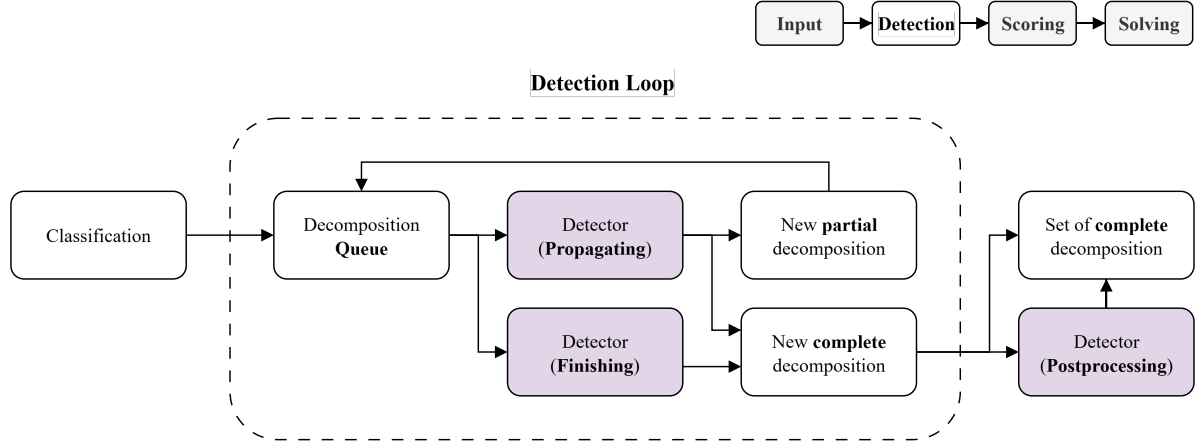 Input
Detection
Scoring
Solving
Detection Loop
Classification
Decomposition
Queue
Detector
(Propagating)
New partial
decomposition
Set of complete
decomposition
Detector
(Finishing)
New complete
decomposition
Detector
(Postprocessing)